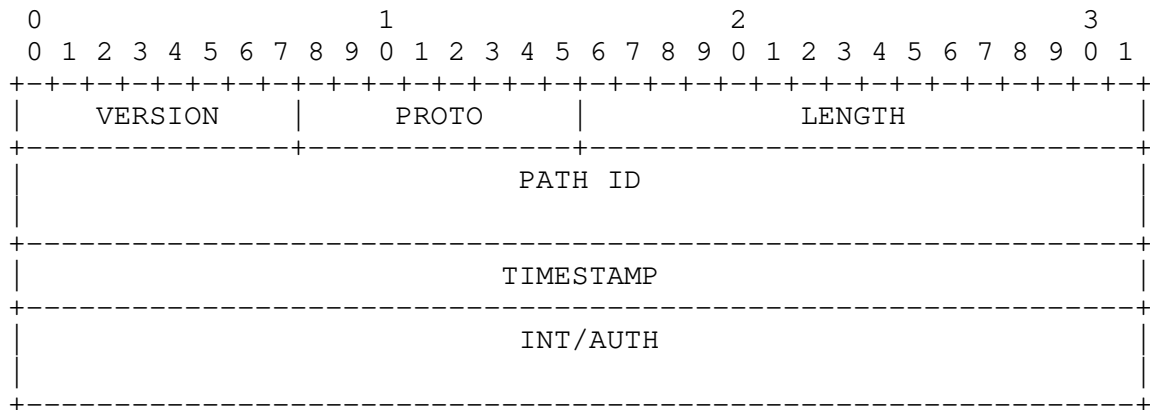 0                   1                   2                   3
0 1 2 3 4 5 6 7 8 9 0 1 2 3 4 5 6 7 8 9 0 1 2 3 4 5 6 7 8 9 0 1
+-+-+-+-+-+-+-+-+-+-+-+-+-+-+-+-+-+-+-+-+-+-+-+-+-+-+-+-+-+-+-+-+
|    VERSION    |     PROTO     |            LENGTH             |
+---------------+---------------+-------------------------------+
|                            PATH ID                            |
|                                                               |
+---------------------------------------------------------------+
|                           TIMESTAMP                           |
+---------------------------------------------------------------+
|                            INT/AUTH                           |
|                                                               |
+---------------------------------------------------------------+